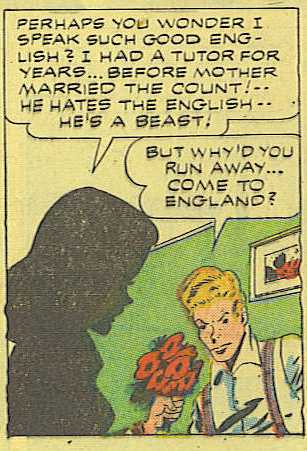 PERHAPS YOU WONDER I
SPEAK SUCH GOOD ENG-
LISH? I HAD A TUTOR FOR
YEARS... BEFORE MOTHER
MARRIED THE COUNT!--
HE HATES THE ENGLISH--
HE'S A BEAST!
BUT WHY'D YOU
RUN AWAY...
COME TO
ENGLAND?